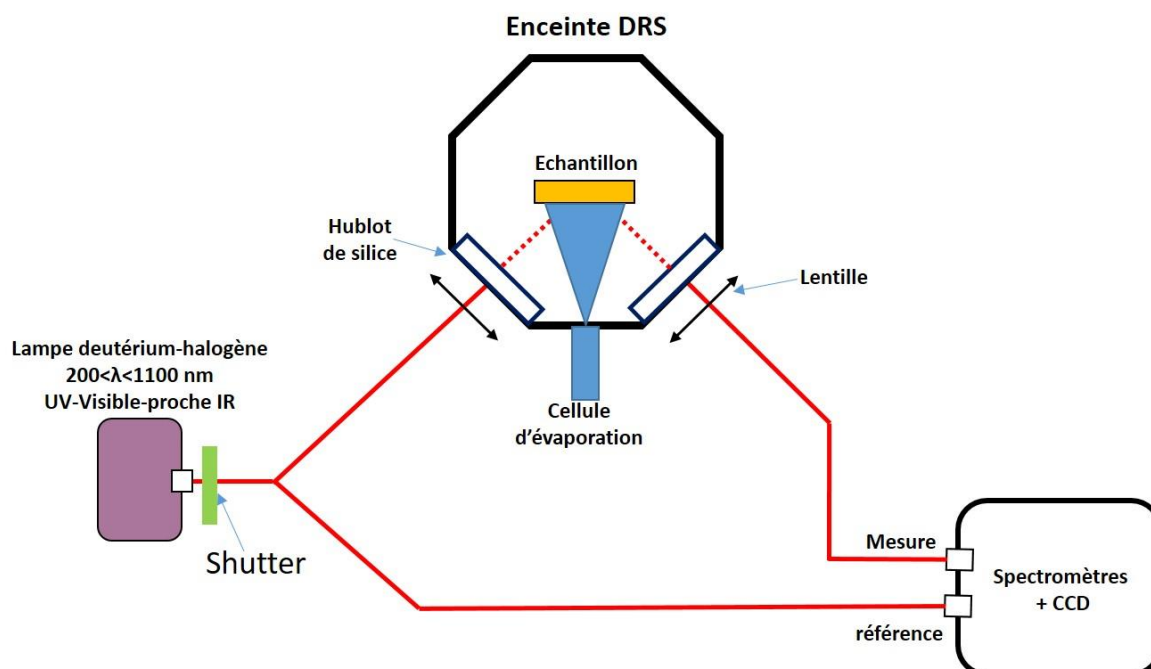 Enceinte DRS
Echantillon
Hublot
de silice
Lentille
Lampe deutérium-halogène
200<λ<1100 nm
UV-Visible-proche IR
Cellule
d’évaporation
Shutter
Mesure
Spectromètres
+ CCD
référence